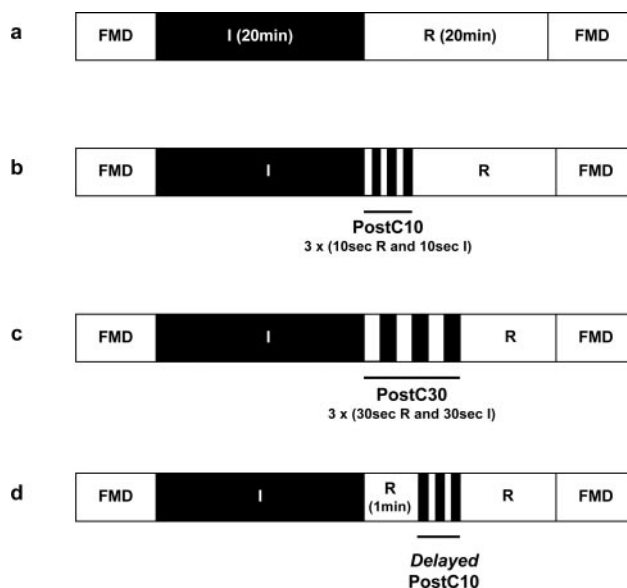 a
FMD I (20min) R (20min) FMD
b
FMD I R FMD
PostC10
3 x (10sec R and 10sec I)
c
FMD I R FMD
PostC30
3 x (30sec R and 30sec I)
d
FMD I R (1min) R FMD
Delayed
PostC10